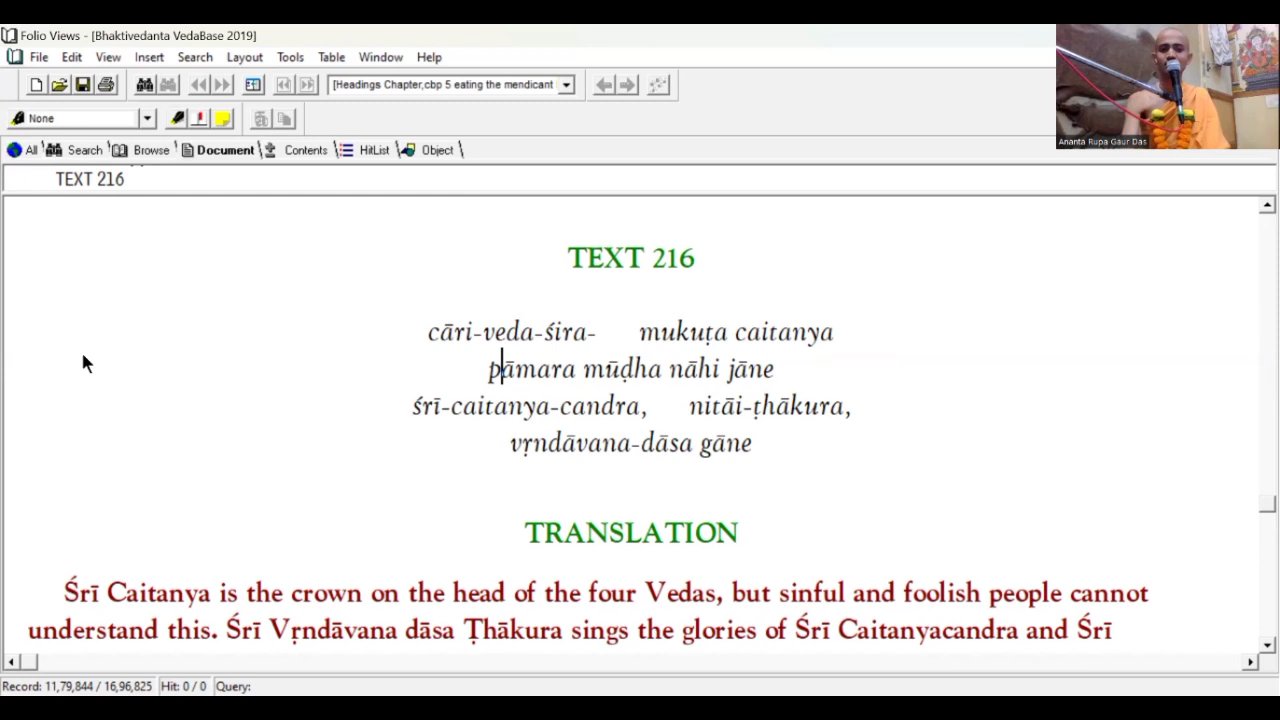 Folio Views - [Bhaktivedanta VedaBase 2019]
File Edit View Insert Search Layout Tools Table Window Help
[Headings Chapter,cbp 5 eating the mendicant
None
All Search Browse Document Contents HitList Object
TEXT 216
TEXT 216
cāri-veda-śira- mukuṭa caitanya
pāmara mūḍha nāhi jāne
śrī-caitanya-candra, nitāi-ṭhākura,
vṛndāvana-dāsa gāne
TRANSLATION
Śrī Caitanya is the crown on the head of the four Vedas, but sinful and foolish people cannot
understand this. Śrī Vṛndāvana dāsa Ṭhākura sings the glories of Śrī Caitanyacandra and Śrī
Record: 11,79,844 / 16,96,825 Hit: 0 / 0 Query:
Ananta Rupa Gaur Das